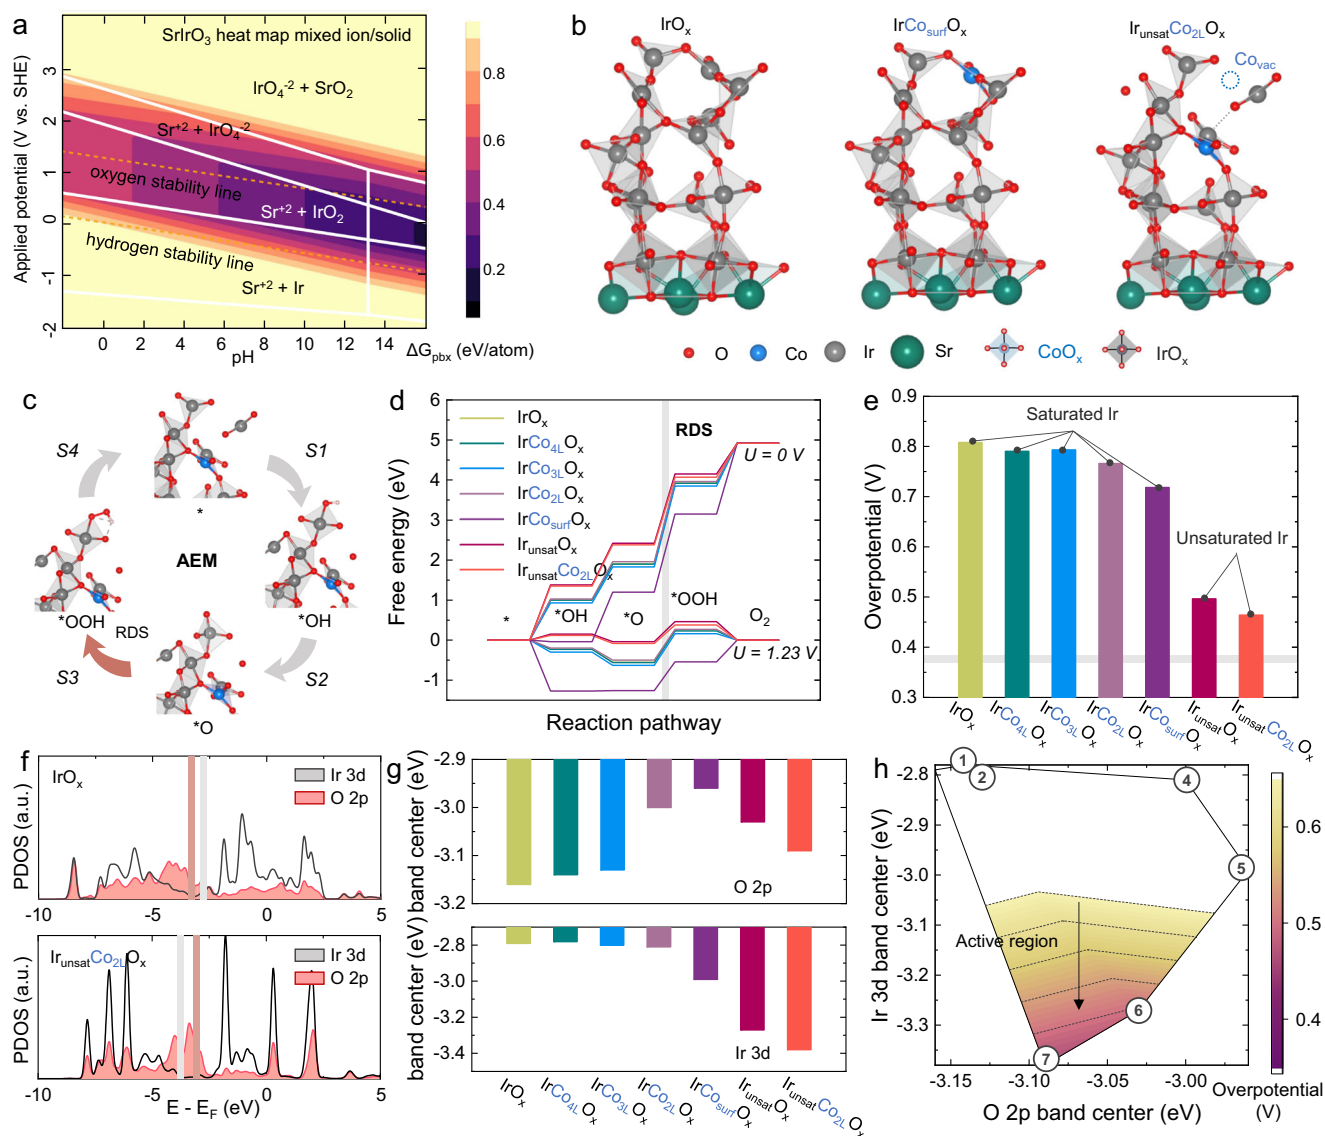 a
SrIrO3 heat map mixed ion/solid
IrO4-2 + SrO2
Sr+2 + IrO4-2
oxygen stability line
Sr+2 + IrO2
hydrogen stability line
Sr+2 + Ir
Applied potential (V vs. SHE)
3
2
1
0
-1
-2
0 2 4 6 8 10 12 14
pH
0.8
0.7
0.6
0.5
0.4
0.3
0.2
ΔGpbx (eV/atom)
b
IrOx
IrCosurfOx
IrunsatCo2LOx
Covac
O Co Ir Sr CoOx IrOx
c
S4
S1
*
AEM
*OOH
*OH
RDS
S3
S2
*O
d
Free energy (eV)
6
5
4
3
2
1
0
-1
IrOx
IrCo4LOx
IrCo3LOx
IrCo2LOx
IrCosurfOx
IrunsatOx
IrunsatCo2LOx
RDS
U = 0 V
*
*OH
*O
*OOH
O2
U = 1.23 V
Reaction pathway
e
Overpotential (V)
0.9
0.8
0.7
0.6
0.5
0.4
0.3
Saturated Ir
Unsaturated Ir
IrOx
IrCo4LOx
IrCo3LOx
IrCo2LOx
IrCosurfOx
IrunsatOx
IrunsatCo2LOx
f
IrOx
Ir 3d
O 2p
PDOS (a.u.)
-10 -5 0 5
IrunsatCo2LOx
Ir 3d
O 2p
PDOS (a.u.)
-10 -5 0 5
E - EF (eV)
g
band center (eV)
-2.9
-3.0
-3.1
-3.2
O 2p
band center (eV)
-2.8
-3.0
-3.2
-3.4
Ir 3d
IrOx
IrCo4LOx
IrCo3LOx
IrCo2LOx
IrCosurfOx
IrunsatOx
IrunsatCo2LOx
h
Ir 3d band center (eV)
-2.8
-2.9
-3.0
-3.1
-3.2
-3.3
1
2
4
5
6
7
Active region
-3.15 -3.10 -3.05 -3.00
O 2p band center (eV)
0.6
0.5
0.4
Overpotential
(V)